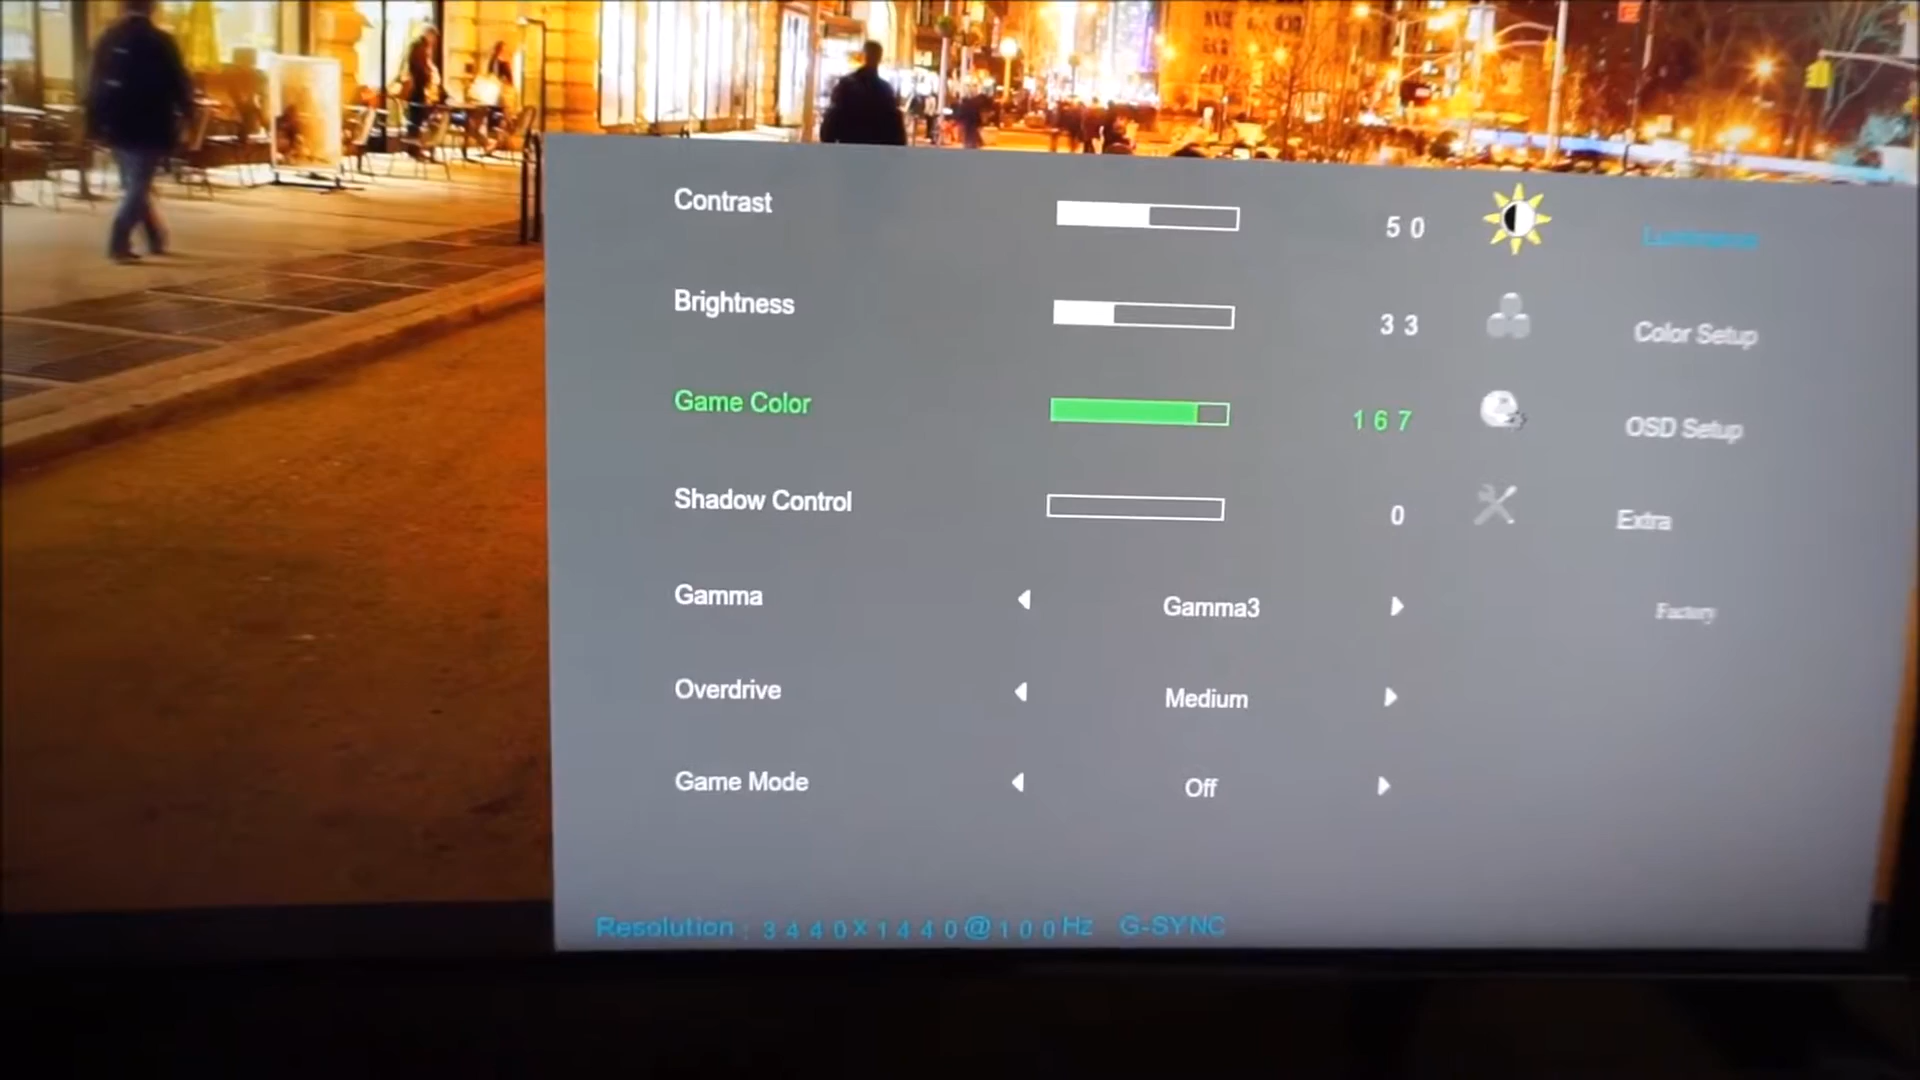 Contrast 50 Luminance
Brightness 33 Color Setup
Game Color 167 OSD Setup
Shadow Control 0 Extra
Gamma Gamma3 Factory
Overdrive Medium
Game Mode Off
Resolution : 3440X1440@100Hz G-SYNC